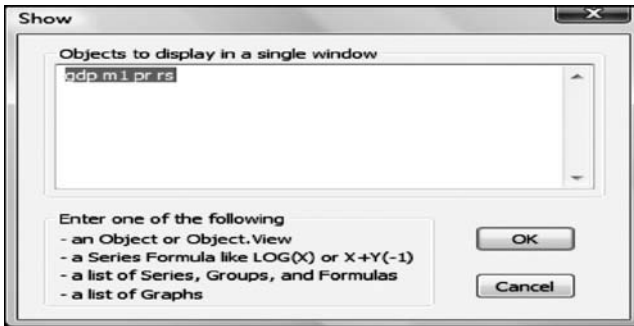 Show
Objects to display in a single window
gdp m1 pr rs
Enter one of the following
- an Object or Object.View
- a Series Formula like LOG(X) or X+Y(-1)
- a list of Series, Groups, and Formulas
- a list of Graphs
OK
Cancel